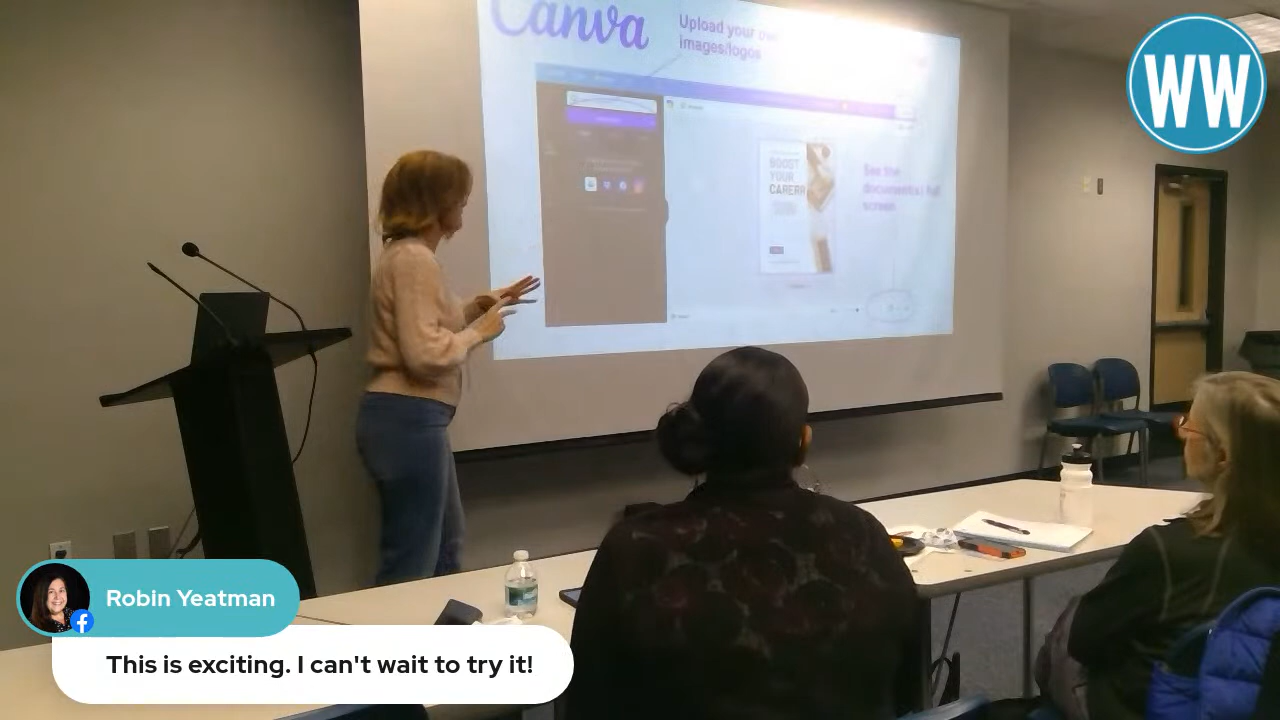 Canva
Upload your own
images/logos
WW
BOOST
YOUR
CAREER
See the
documents
full
screen
Robin Yeatman
This is exciting. I can't wait to try it!